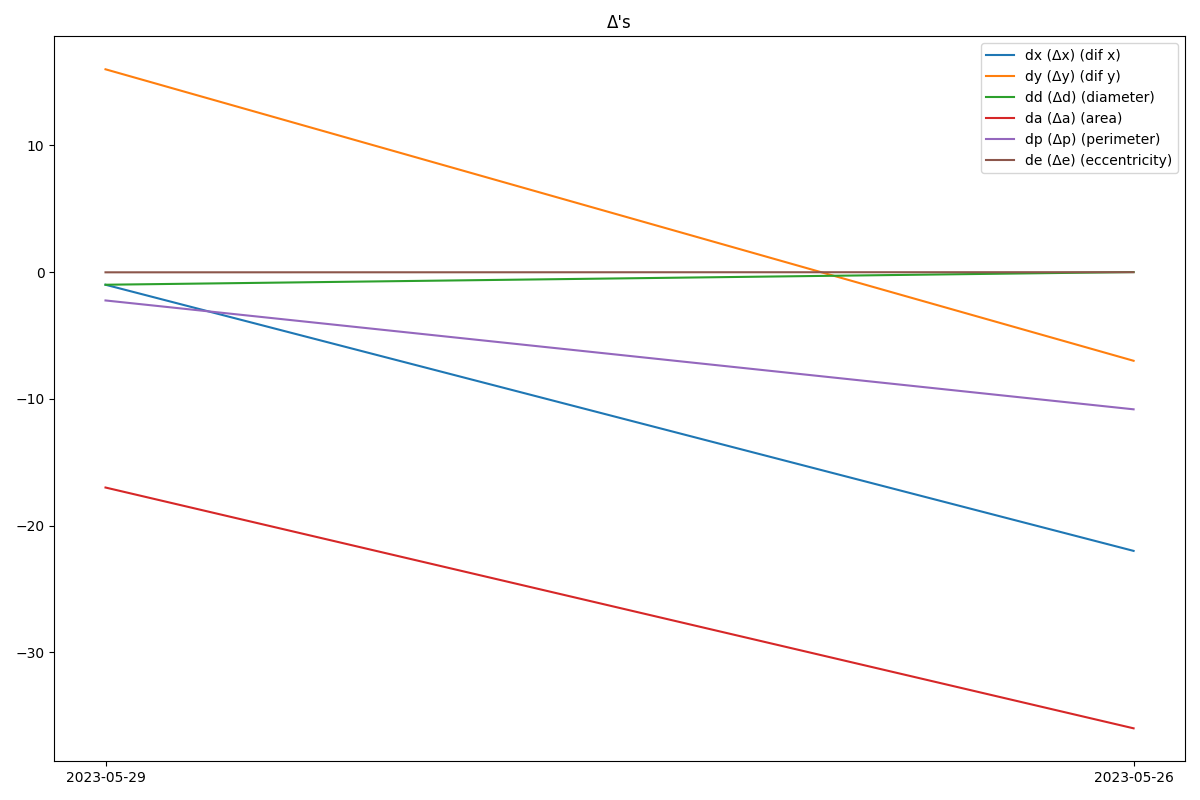 Δ's
dx (Δx) (dif x)
dy (Δy) (dif y)
dd (Δd) (diameter)
da (Δa) (area)
dp (Δp) (perimeter)
de (Δe) (eccentricity)
10
0
−10
−20
−30
2023-05-29
2023-05-26